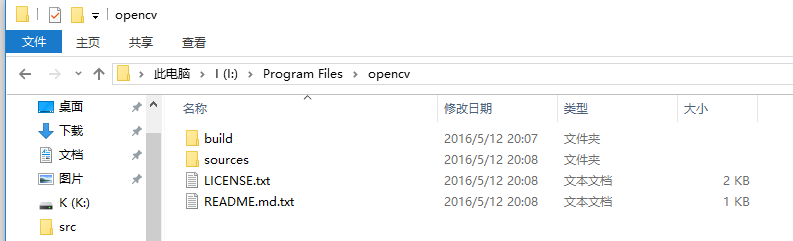 opencv
文件 主页 共享 查看
此电脑 > I (I:) > Program Files > opencv
名称 修改日期 类型 大小
桌面
下载
文档
图片
K (K:)
src
build 2016/5/12 20:07 文件夹
sources 2016/5/12 20:08 文件夹
LICENSE.txt 2016/5/12 20:08 文本文档 2 KB
README.md.txt 2016/5/12 20:08 文本文档 1 KB